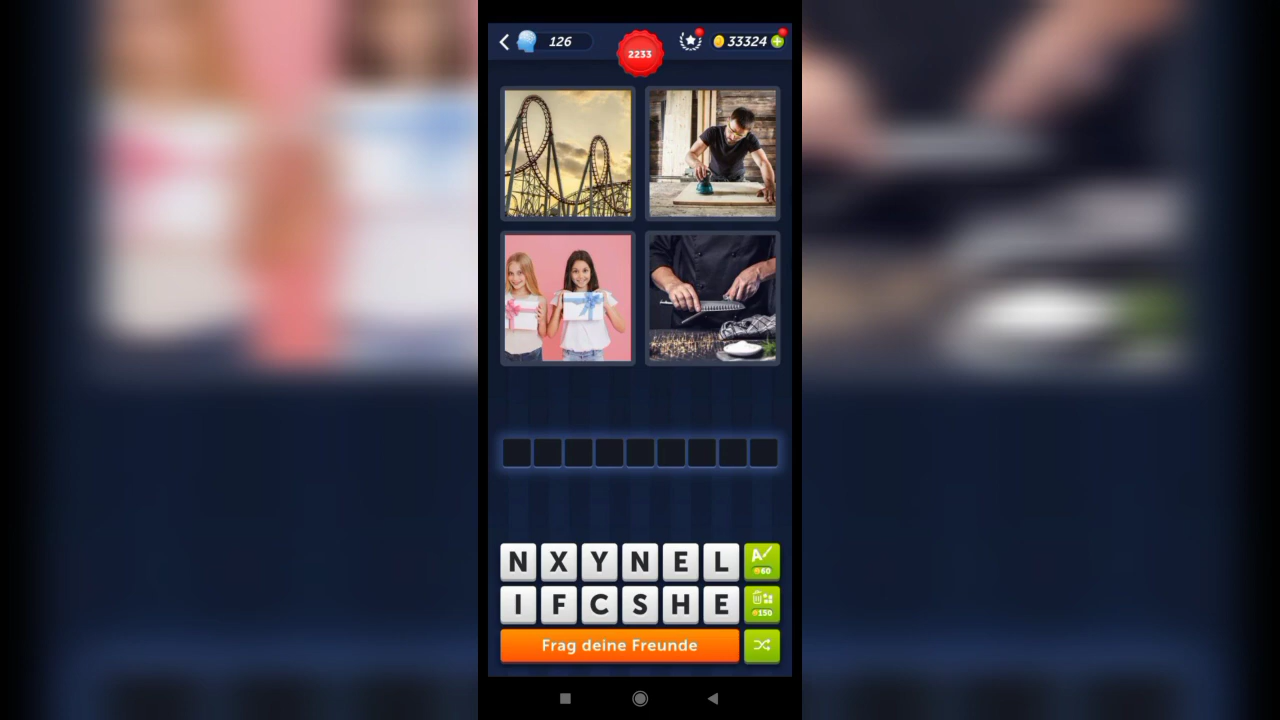 126
2233
33324
N X Y N E L
A
60
I F C S H E
150
Frag deine Freunde